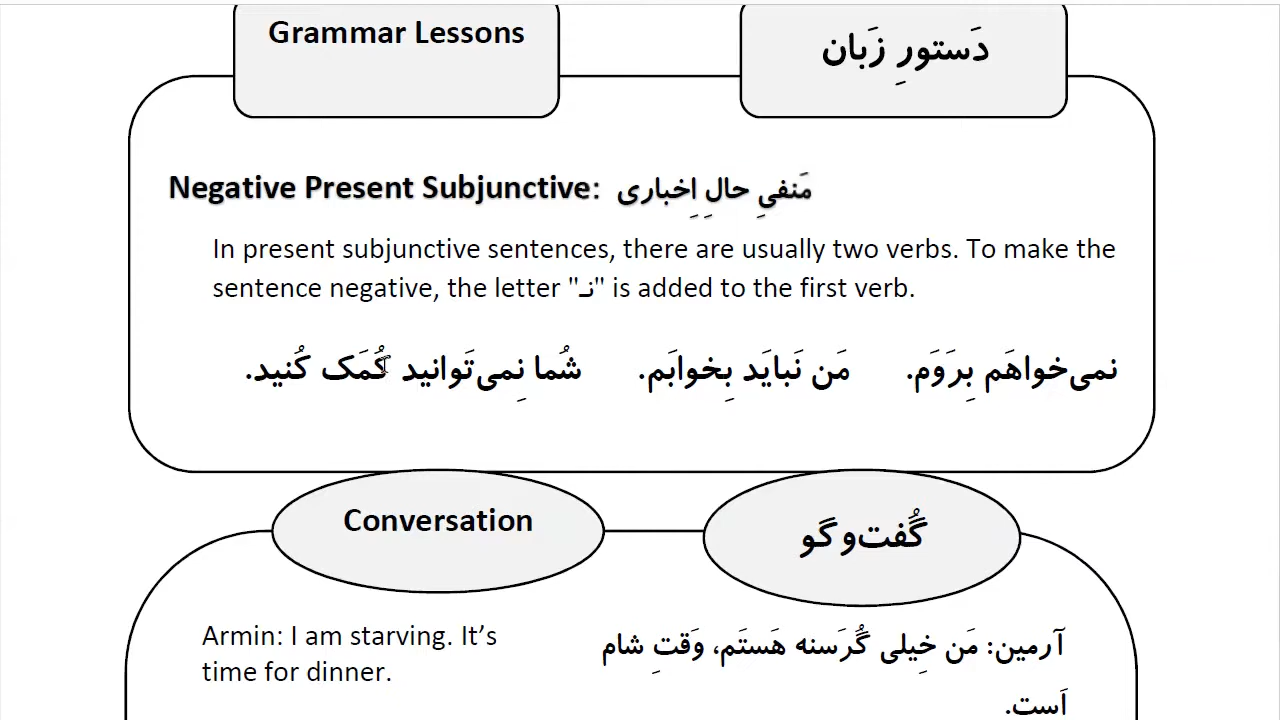 Grammar Lessons
دَستورِ زَبان
Negative Present Subjunctive: مَنفیِ حالِ اِخباری
In present subjunctive sentences, there are usually two verbs. To make the
sentence negative, the letter "نـ" is added to the first verb.
نمی‌خواهَم بِرَوَم. مَن نَبایَد بِخوابَم. شُما نِمی‌تَوانید کُمَک کُنید.
Conversation
گُفت‌و‌گو
Armin: I am starving. It’s
time for dinner.
آرمین: مَن خِیلی گُرَسنه هَستَم، وَقتِ شام
اَست.